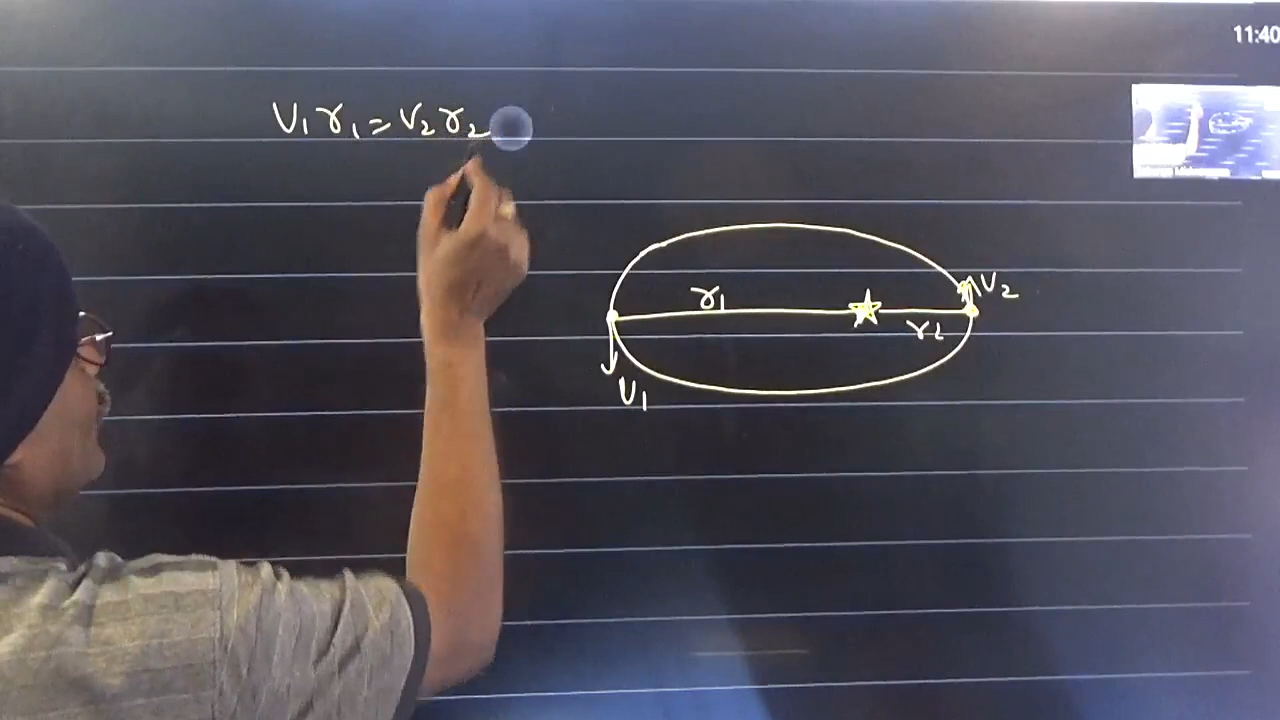 11:40
V₁r₁ = V₂r₂
r₁
V₂
r₂
V₁